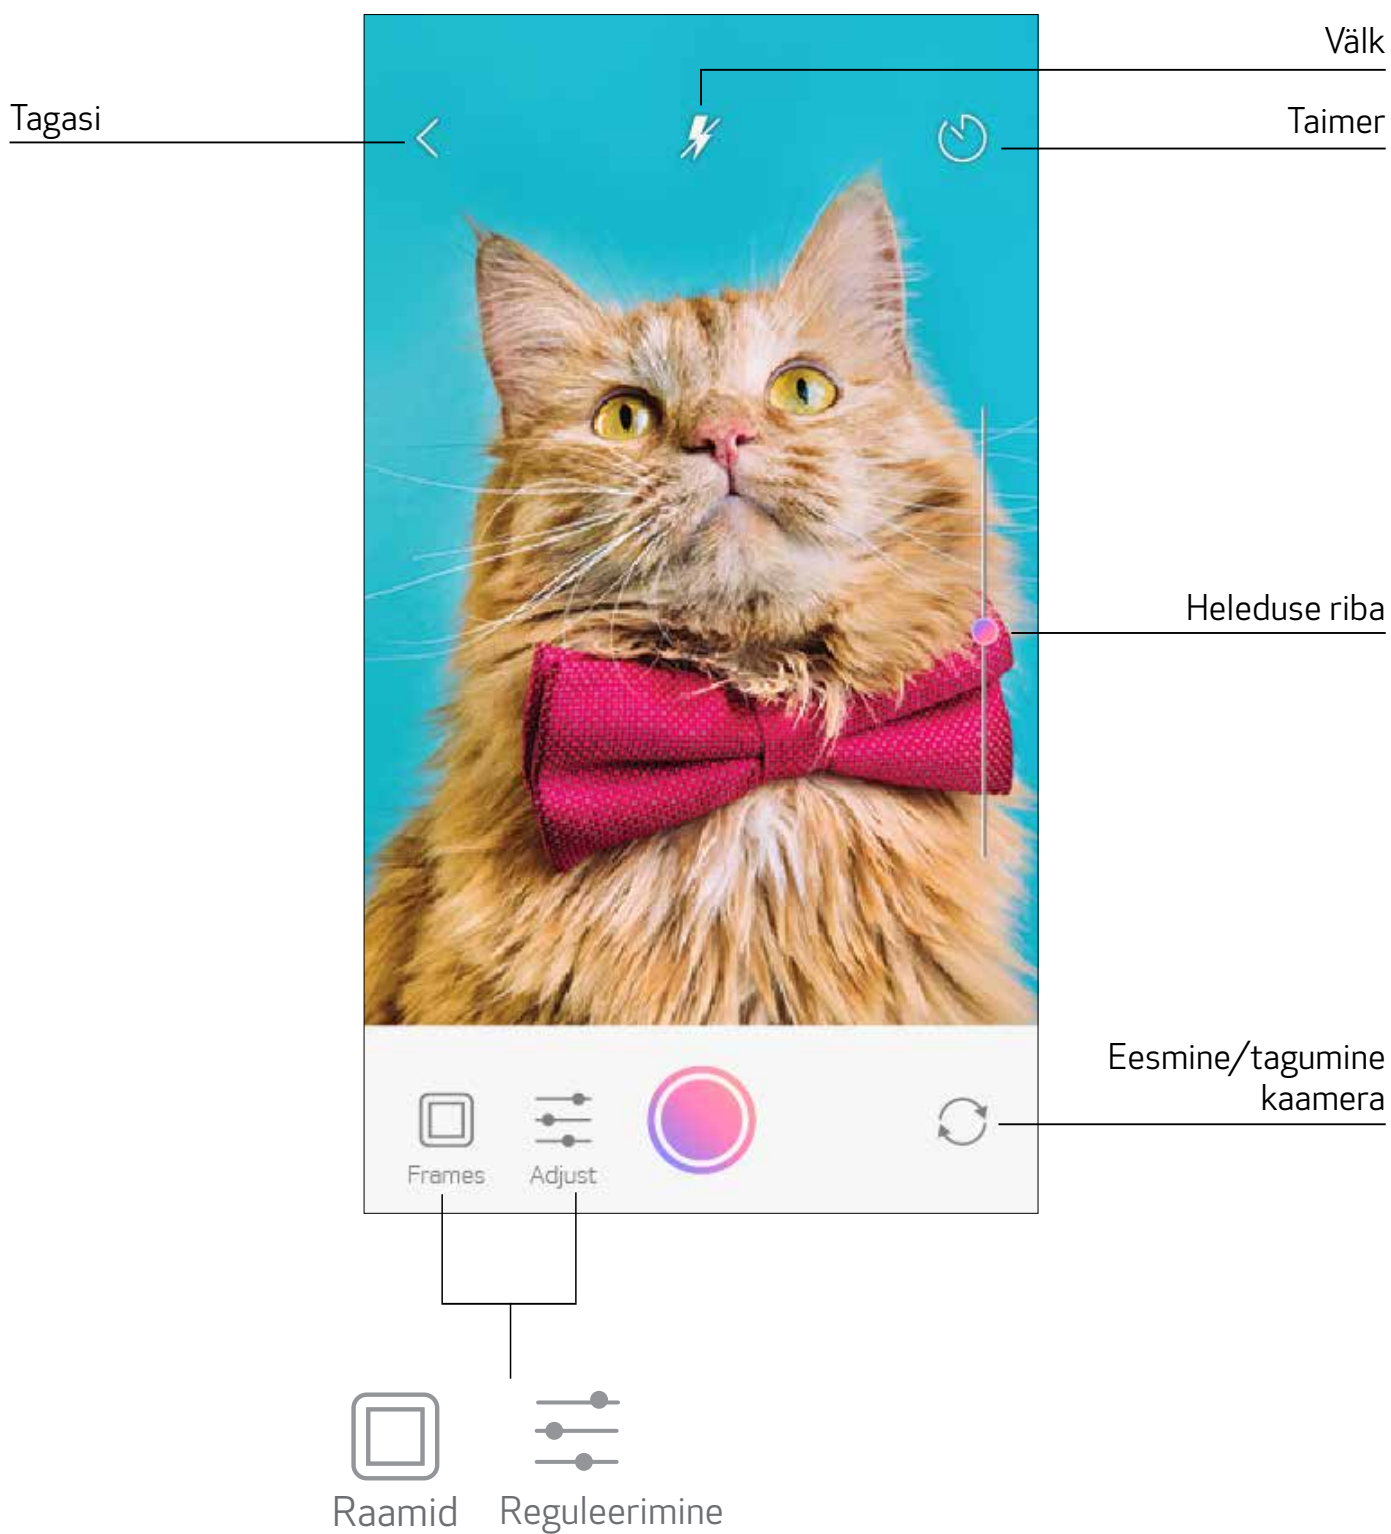 Välk
Tagasi
Taimer
Heleduse riba
Eesmine/tagumine
kaamera
Frames Adjust
Raamid Reguleerimine